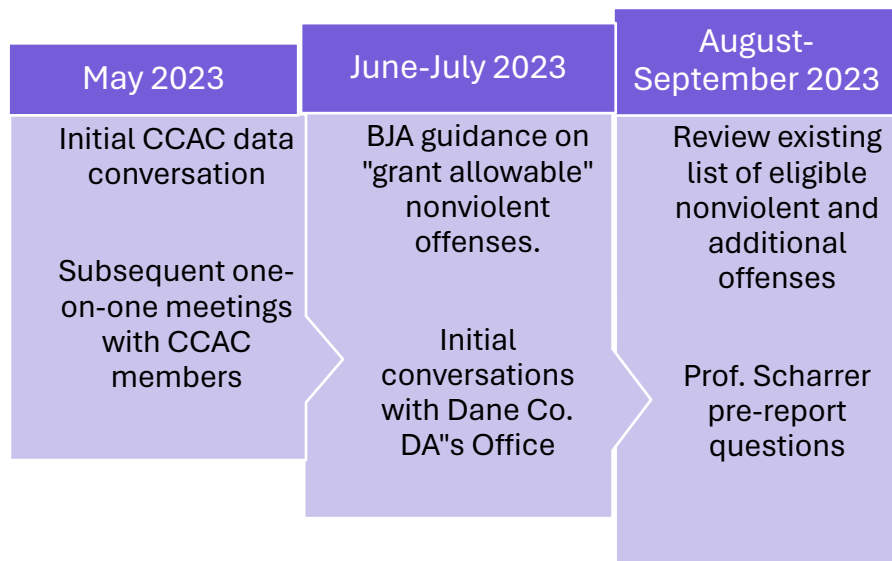 May 2023
Initial CCAC data
conversation
Subsequent one-
on-one meetings
with CCAC
members
June-July 2023
BJA guidance on
"grant allowable"
nonviolent
offenses.
Initial
conversations
with Dane Co.
DA"s Office
August-
September 2023
Review existing
list of eligible
nonviolent and
additional
offenses
Prof. Scharrer
pre-report
questions